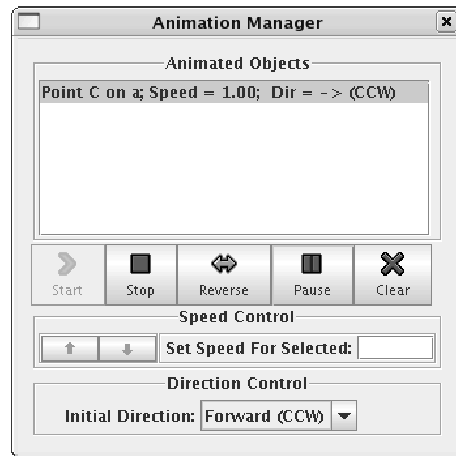 Animation Manager
Animated Objects
Point C on a; Speed = 1.00;  Dir = - > (CCW)
Start Stop Reverse Pause Clear
Speed Control
Set Speed For Selected:
Direction Control
Initial Direction: Forward (CCW)